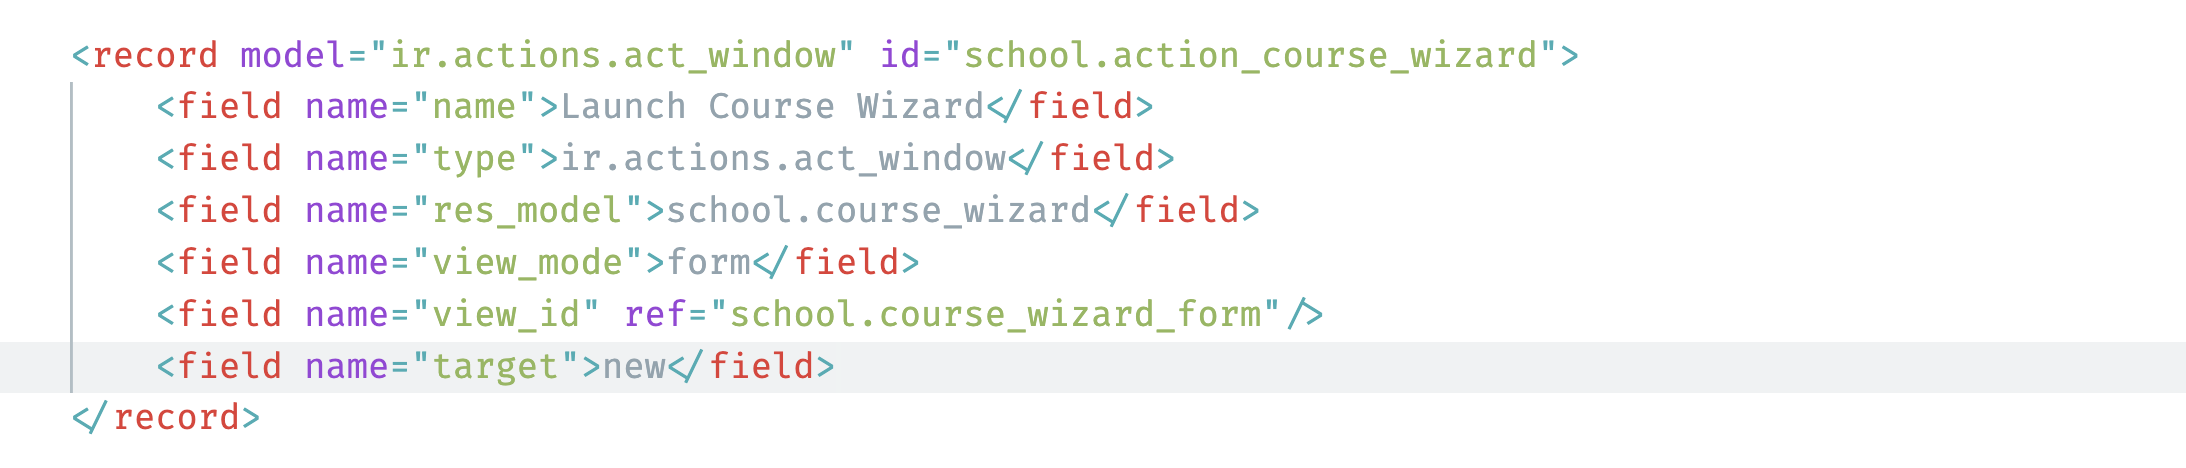 <record model="ir.actions.act_window" id="school.action_course_wizard">
    <field name="name">Launch Course Wizard</field>
    <field name="type">ir.actions.act_window</field>
    <field name="res_model">school.course_wizard</field>
    <field name="view_mode">form</field>
    <field name="view_id" ref="school.course_wizard_form"/>
    <field name="target">new</field>
</record>